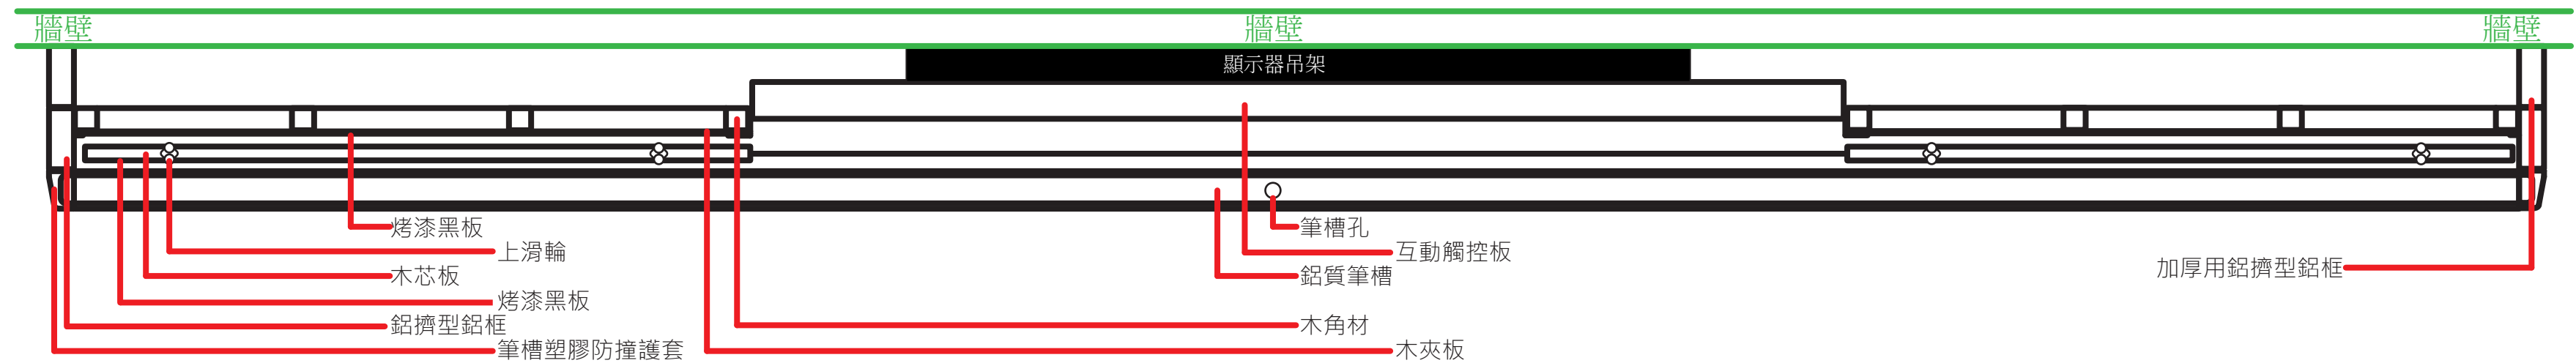 牆壁 牆壁 牆壁
顯示器吊架
烤漆黑板 筆槽孔
上滑輪 互動觸控板
木芯板 鋁質筆槽 加厚用鋁擠型鋁框
烤漆黑板
鋁擠型鋁框 木角材
筆槽塑膠防撞護套 木夾板